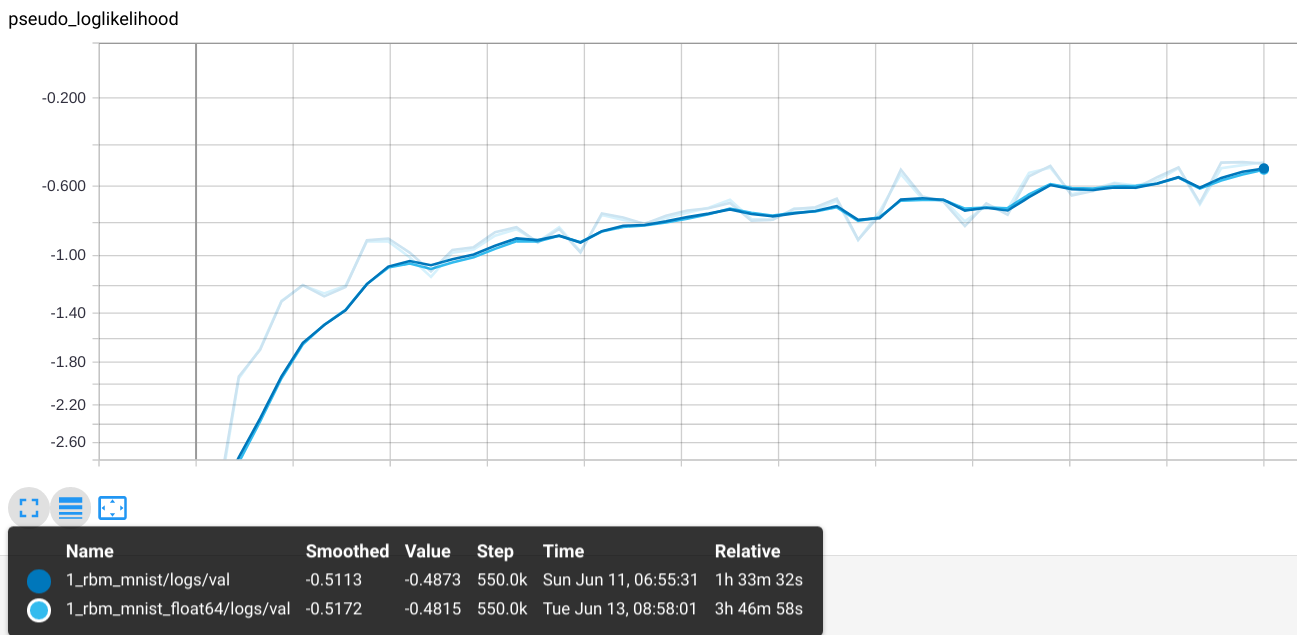 pseudo_loglikelihood
-0.200
-0.600
-1.00
-1.40
-1.80
-2.20
-2.60
Name Smoothed Value Step Time Relative
1_rbm_mnist/logs/val -0.5113 -0.4873 550.0k Sun Jun 11, 06:55:31 1h 33m 32s
1_rbm_mnist_float64/logs/val -0.5172 -0.4815 550.0k Tue Jun 13, 08:58:01 3h 46m 58s